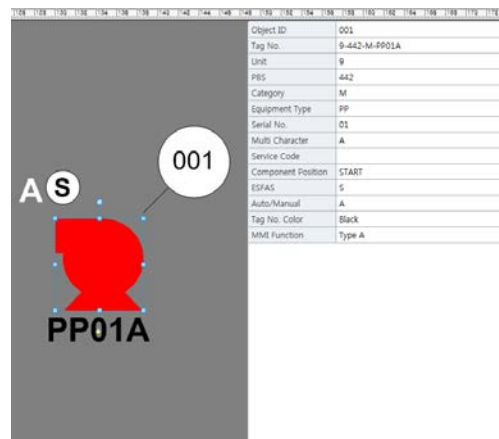 Object ID 001
Tag No. 9-442-M-PP01A
Unit 9
PBS 442
Category M
Equipment Type PP
Serial No. 01
Multi Character A
Service Code
Component Position START
ESFAS S
Auto/Manual A
Tag No. Color Black
MMI Function Type A
001
A S
PP01A